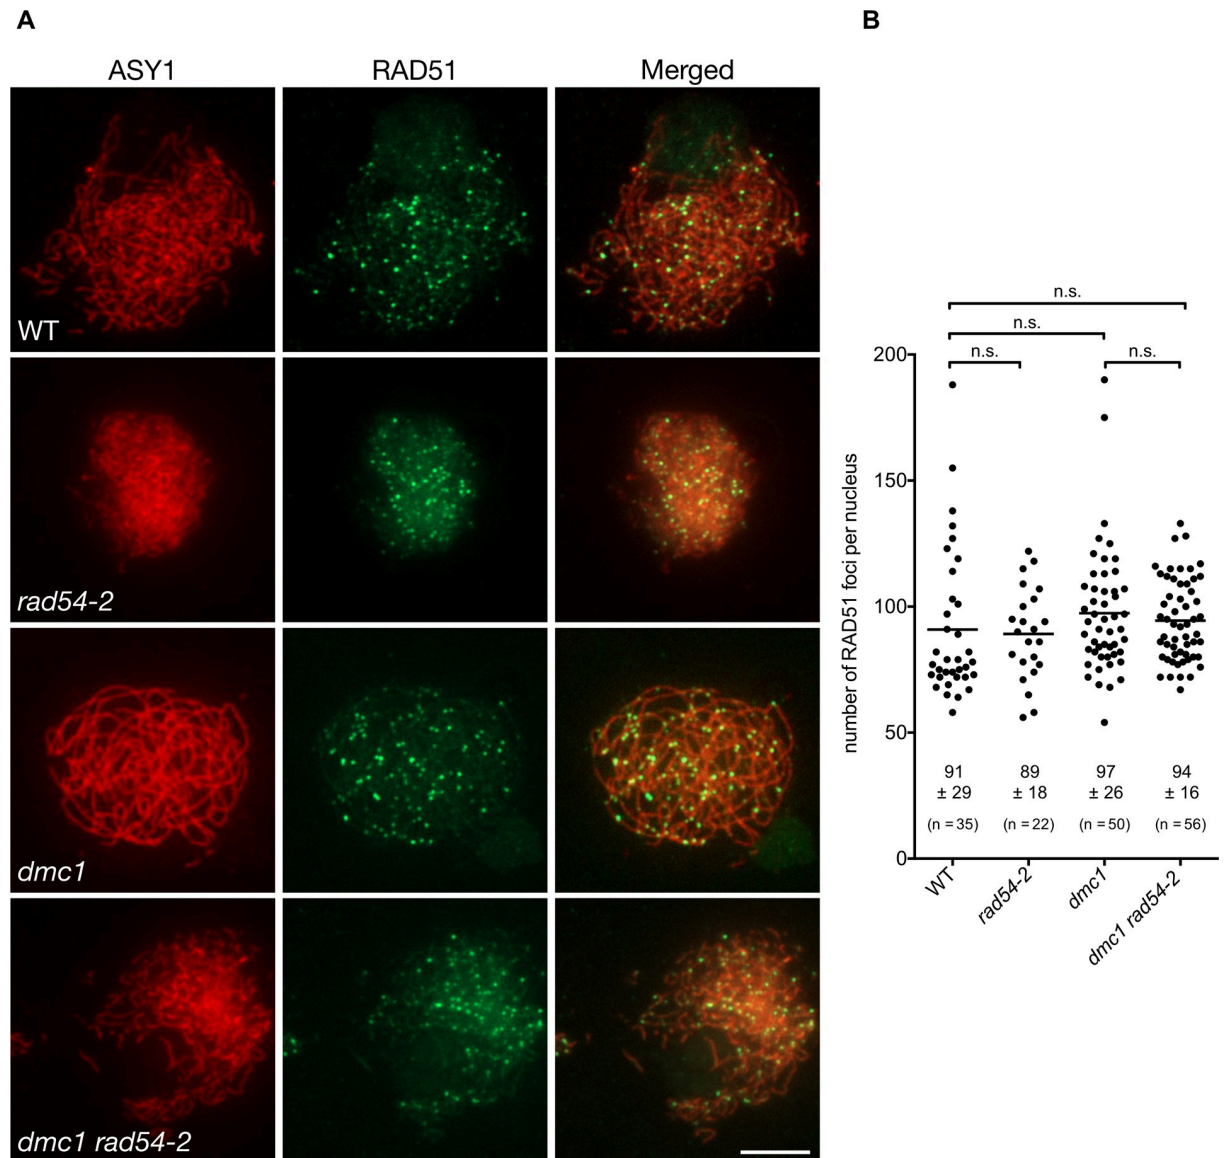 A
B
ASY1
RAD51
Merged
WT
rad54-2
dmc1
dmc1 rad54-2
n.s.
n.s.
n.s.
n.s.
number of RAD51 foci per nucleus
200
150
100
50
0
91
± 29
(n = 35)
89
± 18
(n = 22)
97
± 26
(n = 50)
94
± 16
(n = 56)
WT
rad54-2
dmc1
dmc1 rad54-2